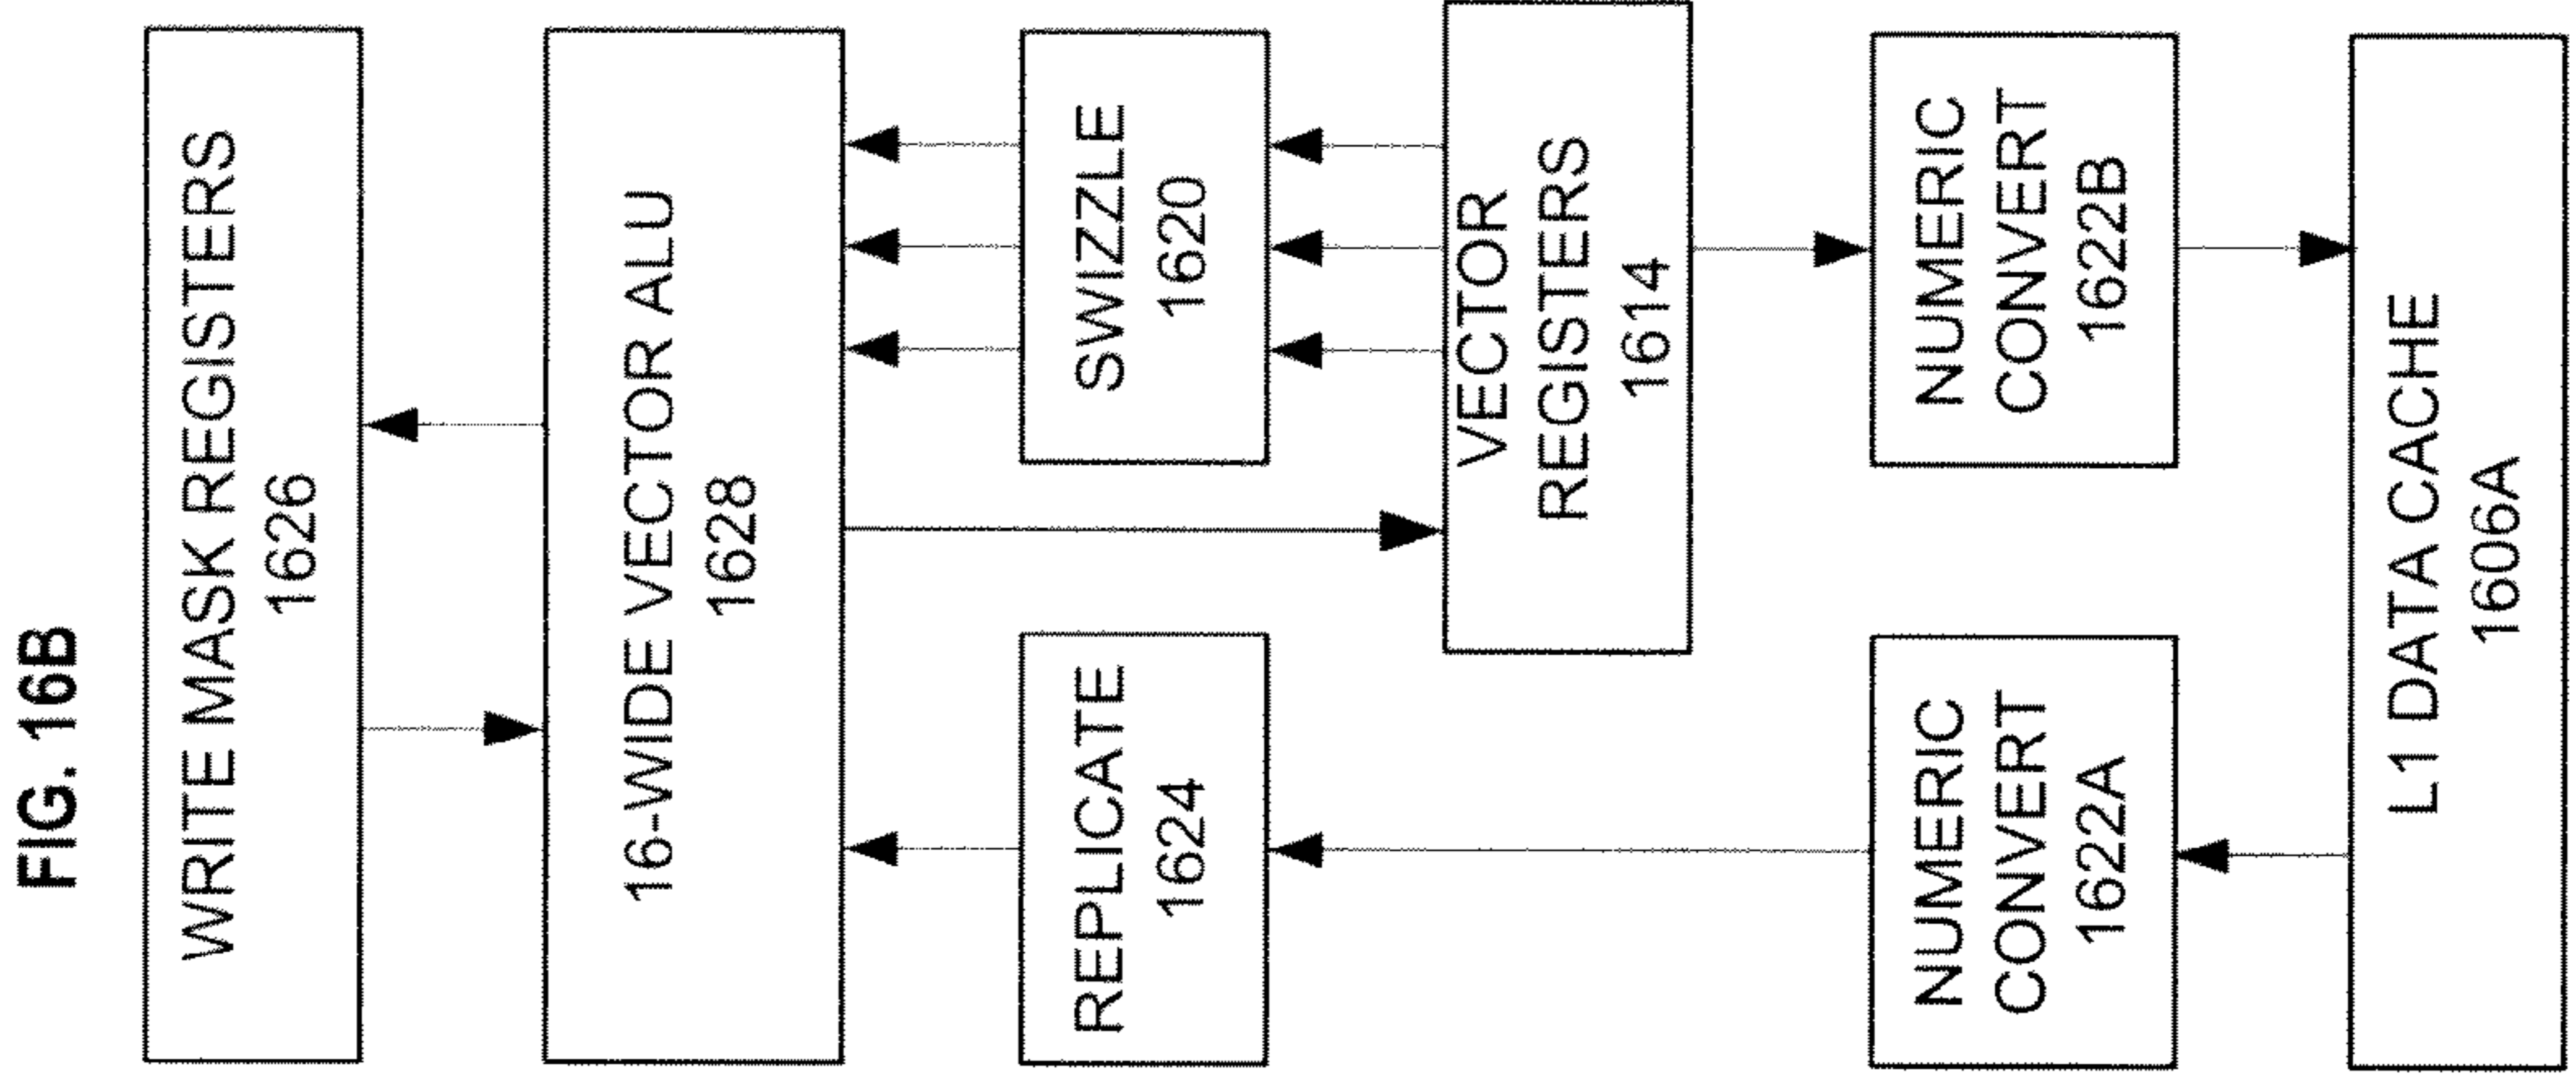 FIG. 16B
WRITE MASK REGISTERS
1626
16-WIDE VECTOR ALU
1628
REPLICATE
1624
SWIZZLE
1620
VECTOR
REGISTERS
1614
NUMERIC
CONVERT
1622A
NUMERIC
CONVERT
1622B
L1 DATA CACHE
1606A